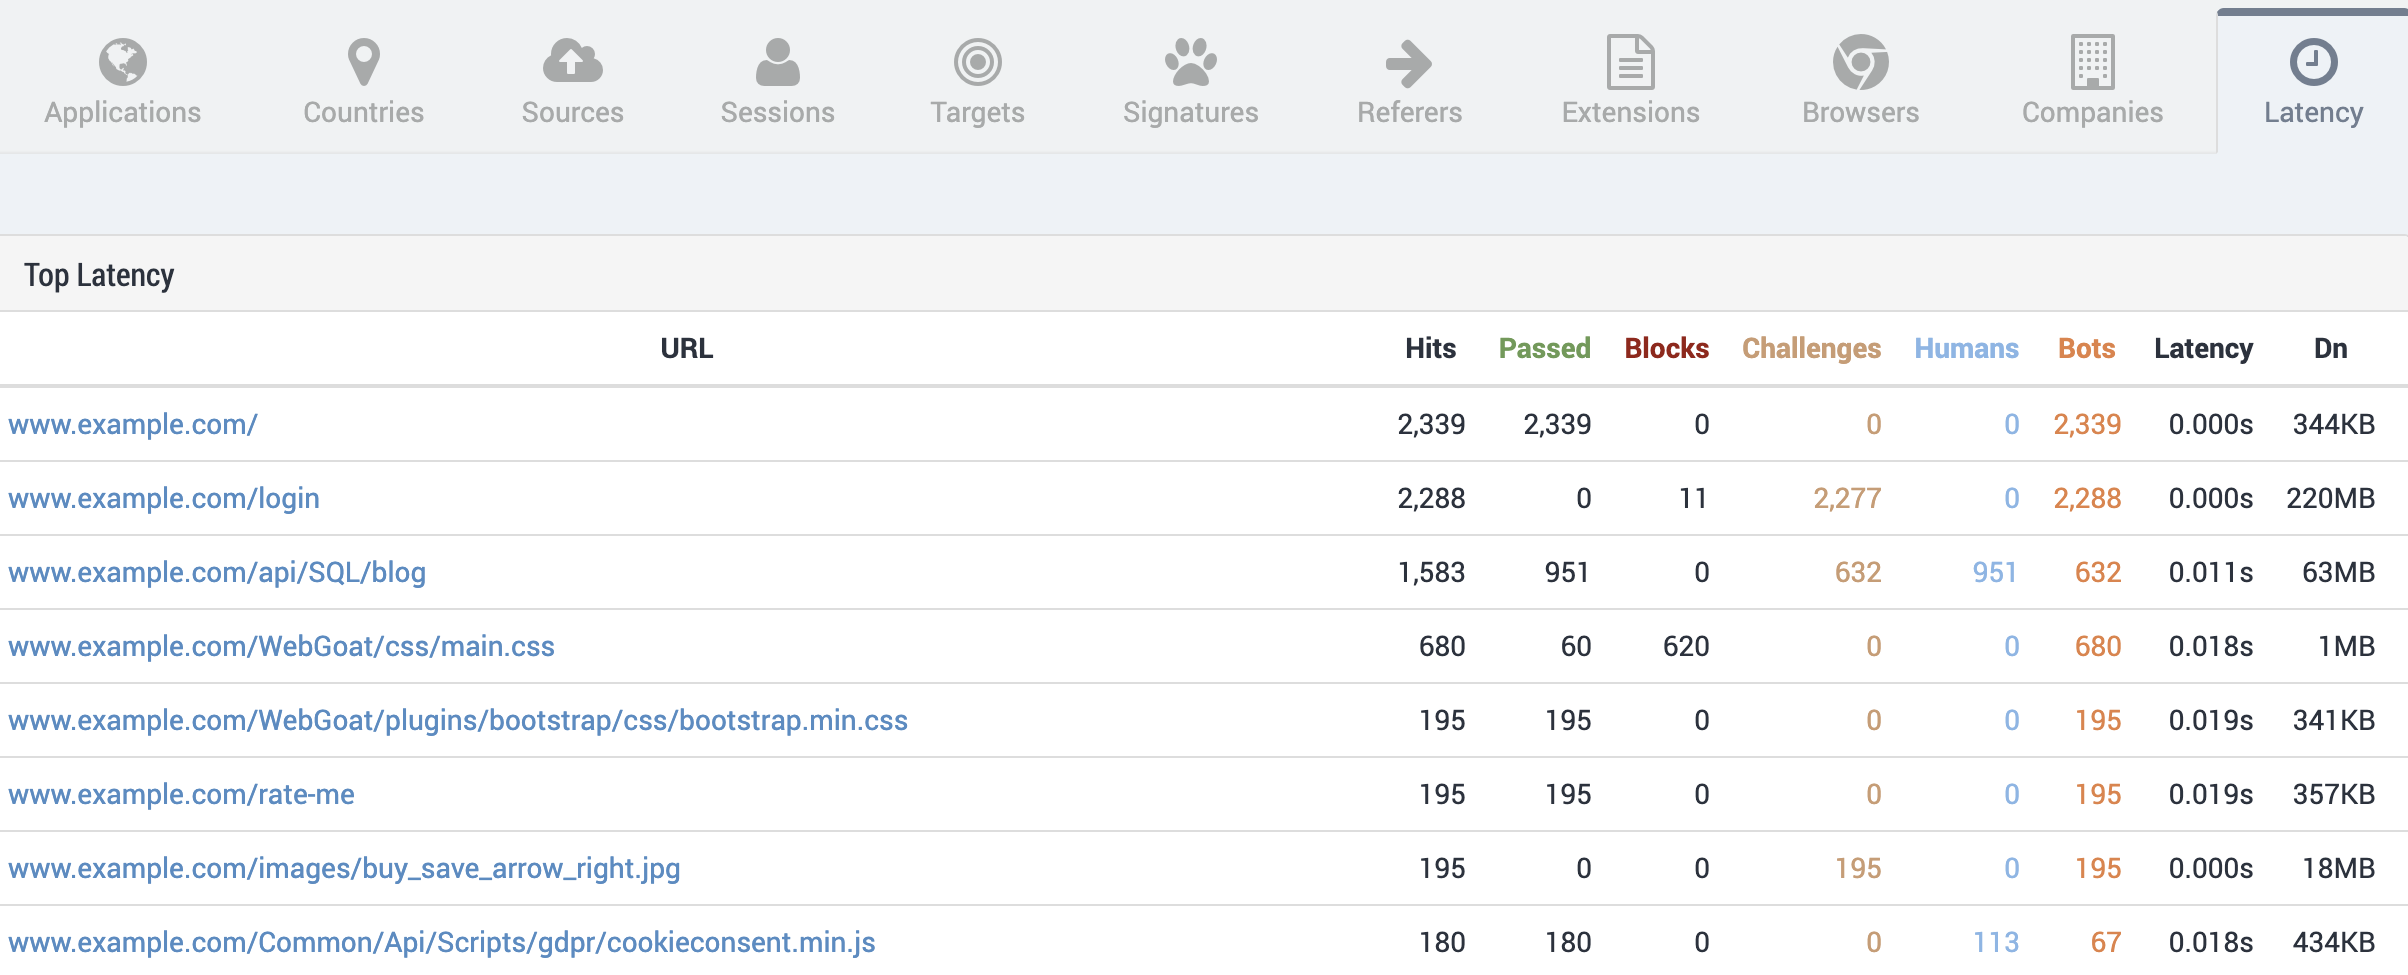 Applications Countries Sources Sessions Targets Signatures Referers Extensions Browsers Companies Latency
Top Latency
URL Hits Passed Blocks Challenges Humans Bots Latency Dn
www.example.com/ 2,339 2,339 0 0 0 2,339 0.000s 344KB
www.example.com/login 2,288 0 11 2,277 0 2,288 0.000s 220MB
www.example.com/api/SQL/blog 1,583 951 0 632 951 632 0.011s 63MB
www.example.com/WebGoat/css/main.css 680 60 620 0 0 680 0.018s 1MB
www.example.com/WebGoat/plugins/bootstrap/css/bootstrap.min.css 195 195 0 0 0 195 0.019s 341KB
www.example.com/rate-me 195 195 0 0 0 195 0.019s 357KB
www.example.com/images/buy_save_arrow_right.jpg 195 0 0 195 0 195 0.000s 18MB
www.example.com/Common/Api/Scripts/gdpr/cookieconsent.min.js 180 180 0 0 113 67 0.018s 434KB